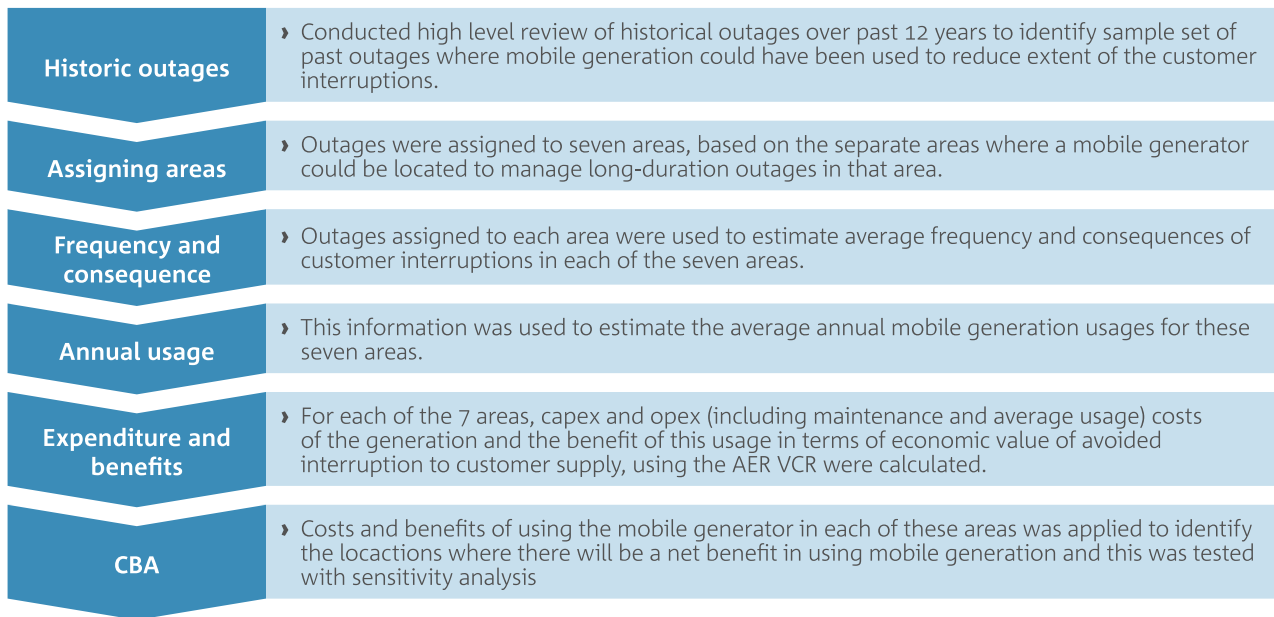 Historic outages
› Conducted high level review of historical outages over past 12 years to identify sample set of
past outages where mobile generation could have been used to reduce extent of the customer
interruptions.
Assigning areas
› Outages were assigned to seven areas, based on the separate areas where a mobile generator
could be located to manage long-duration outages in that area.
Frequency and
consequence
› Outages assigned to each area were used to estimate average frequency and consequences of
customer interruptions in each of the seven areas.
Annual usage
› This information was used to estimate the average annual mobile generation usages for these
seven areas.
Expenditure and
benefits
› For each of the 7 areas, capex and opex (including maintenance and average usage) costs
of the generation and the benefit of this usage in terms of economic value of avoided
interruption to customer supply, using the AER VCR were calculated.
CBA
› Costs and benefits of using the mobile generator in each of these areas was applied to identify
the locactions where there will be a net benefit in using mobile generation and this was tested
with sensitivity analysis